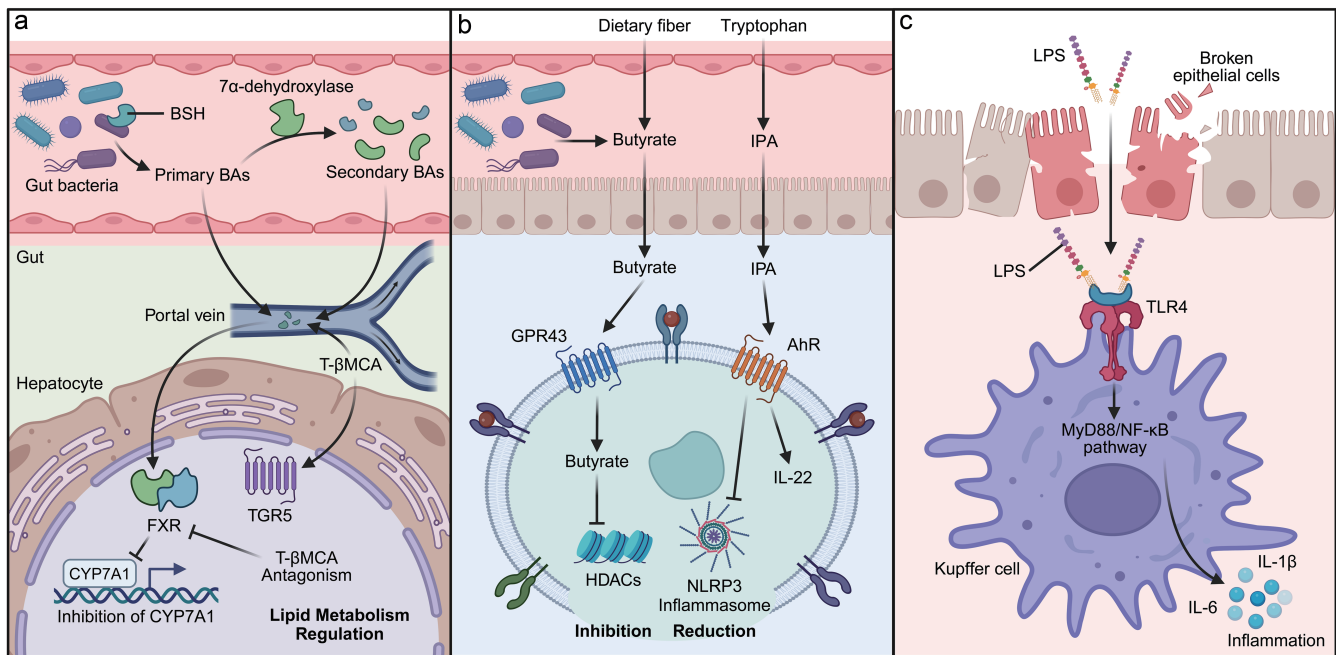 a
7α-dehydroxylase
BSH
Gut bacteria
Primary BAs
Secondary BAs
Gut
Portal vein
T-βMCA
Hepatocyte
FXR
TGR5
T-βMCA
Antagonism
CYP7A1
Inhibition of CYP7A1
Lipid Metabolism
Regulation
b
Dietary fiber
Tryptophan
Butyrate
IPA
Butyrate
IPA
GPR43
AhR
Butyrate
IL-22
HDACs
NLRP3
Inflammasome
Inhibition
Reduction
c
LPS
Broken
epithelial cells
LPS
TLR4
MyD88/NF-κB
pathway
Kupffer cell
IL-1β
IL-6
Inflammation